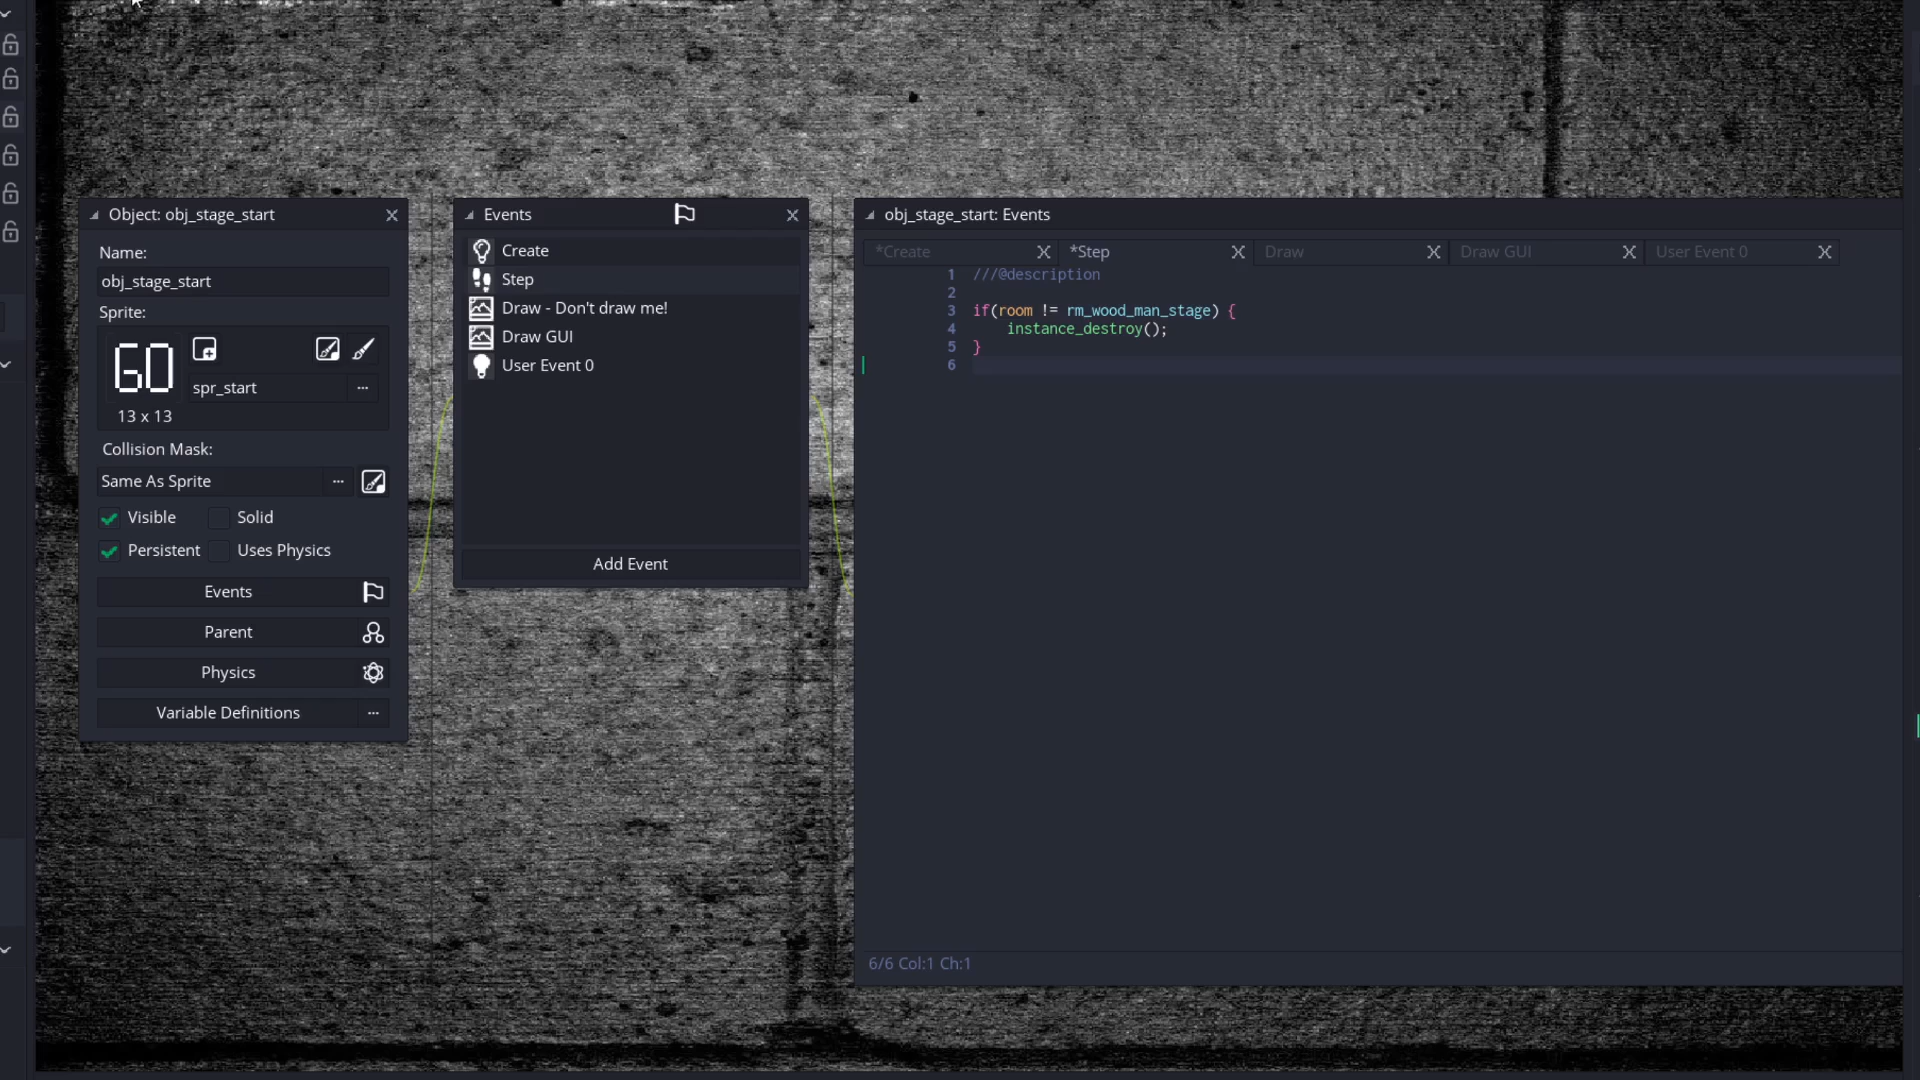 Object: obj_stage_start
Name:
obj_stage_start
Sprite:
GO
spr_start
...
13 x 13
Collision Mask:
Same As Sprite
...
Visible
Solid
Persistent
Uses Physics
Events
Parent
Physics
Variable Definitions
...
Events
Create
Step
Draw - Don't draw me!
Draw GUI
User Event 0
Add Event
obj_stage_start: Events
*Create
*Step
Draw
Draw GUI
User Event 0
1 ///@description
2
3 if(room != rm_wood_man_stage) {
4 instance_destroy();
5 }
6
6/6 Col:1 Ch:1